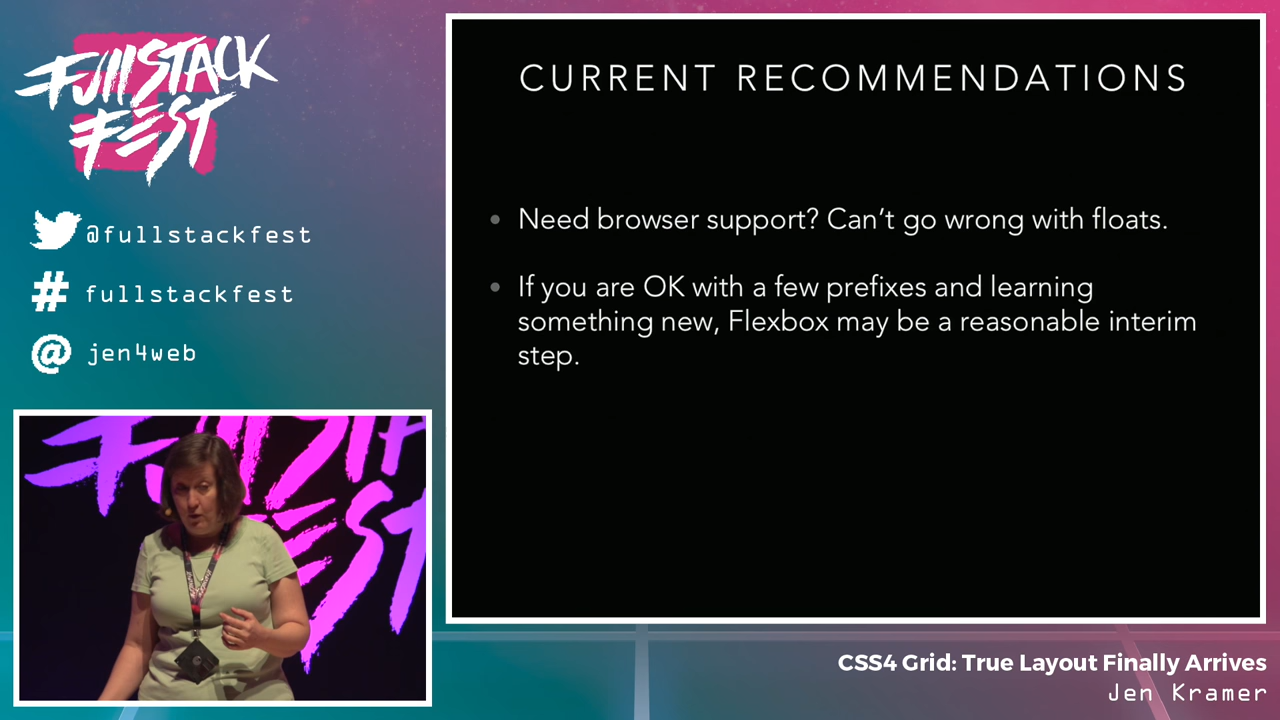 FullSTACK
FEST
@fullstackfest
# fullstackfest
@ jen4web
CURRENT RECOMMENDATIONS
• Need browser support? Can't go wrong with floats.
• If you are OK with a few prefixes and learning
something new, Flexbox may be a reasonable interim
step.
CSS4 Grid: True Layout Finally Arrives
Jen Kramer